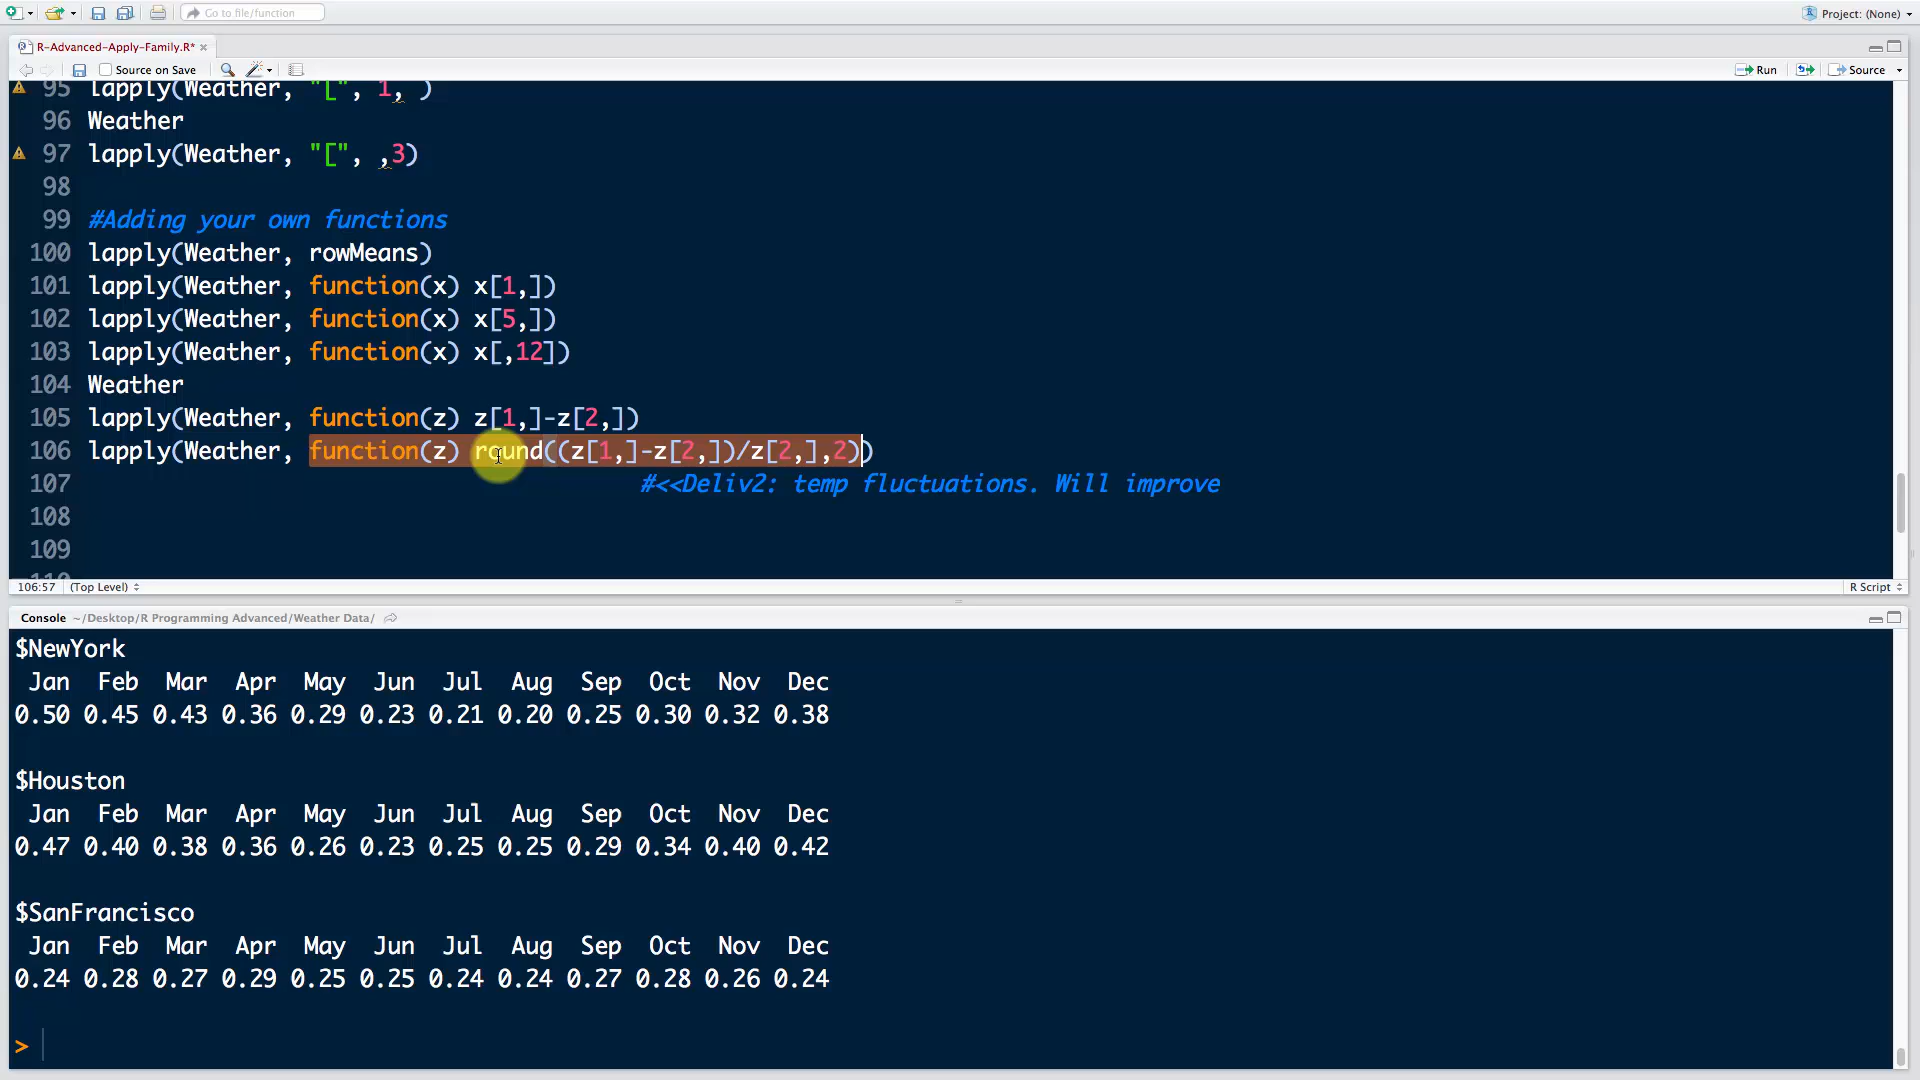 Go to file/function
Project: (None)
R-Advanced-Apply-Family.R*
Source on Save
Run
Source
95 lapply(Weather, "[", 1, )
96 Weather
97 lapply(Weather, "[", ,3)
98
99 #Adding your own functions
100 lapply(Weather, rowMeans)
101 lapply(Weather, function(x) x[1,])
102 lapply(Weather, function(x) x[5,])
103 lapply(Weather, function(x) x[,12])
104 Weather
105 lapply(Weather, function(z) z[1,]-z[2,])
106 lapply(Weather, function(z) round((z[1,]-z[2,])/z[2,],2))
107 #<<Deliv2: temp fluctuations. Will improve
108
109
110
106:57 (Top Level) R Script
Console ~/Desktop/R Programming Advanced/Weather Data/
$NewYork
Jan Feb Mar Apr May Jun Jul Aug Sep Oct Nov Dec
0.50 0.45 0.43 0.36 0.29 0.23 0.21 0.20 0.25 0.30 0.32 0.38
$Houston
Jan Feb Mar Apr May Jun Jul Aug Sep Oct Nov Dec
0.47 0.40 0.38 0.36 0.26 0.23 0.25 0.25 0.29 0.34 0.40 0.42
$SanFrancisco
Jan Feb Mar Apr May Jun Jul Aug Sep Oct Nov Dec
0.24 0.28 0.27 0.29 0.25 0.25 0.24 0.24 0.27 0.28 0.26 0.24
>